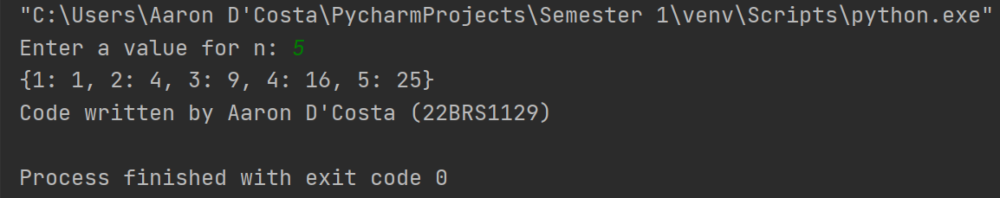 "C:\Users\Aaron D'Costa\PycharmProjects\Semester 1\venv\Scripts\python.exe"
Enter a value for n: 5
{1: 1, 2: 4, 3: 9, 4: 16, 5: 25}
Code written by Aaron D'Costa (22BRS1129)
Process finished with exit code 0